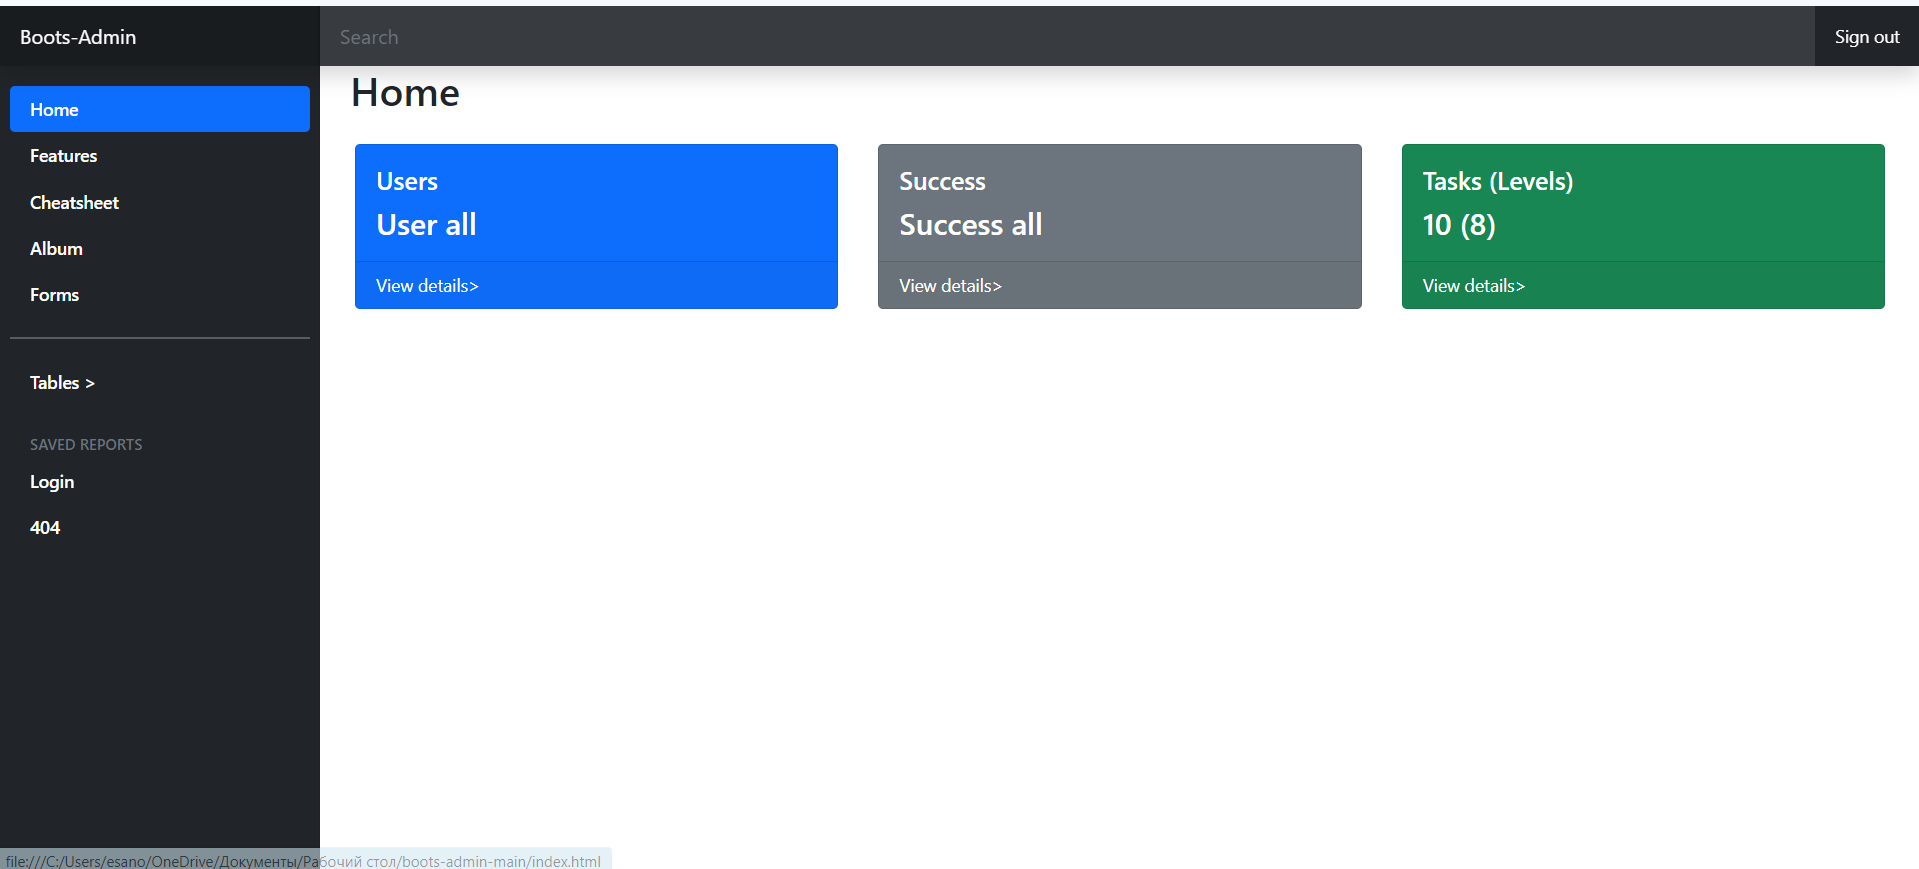 Boots-Admin
Search
Sign out
Home
Features
Cheatsheet
Album
Forms
Tables >
SAVED REPORTS
Login
404
Home
Users
User all
View details>
Success
Success all
View details>
Tasks (Levels)
10 (8)
View details>
file:///C:/Users/esano/OneDrive/Документы/Рабочий стол/boots-admin-main/index.html